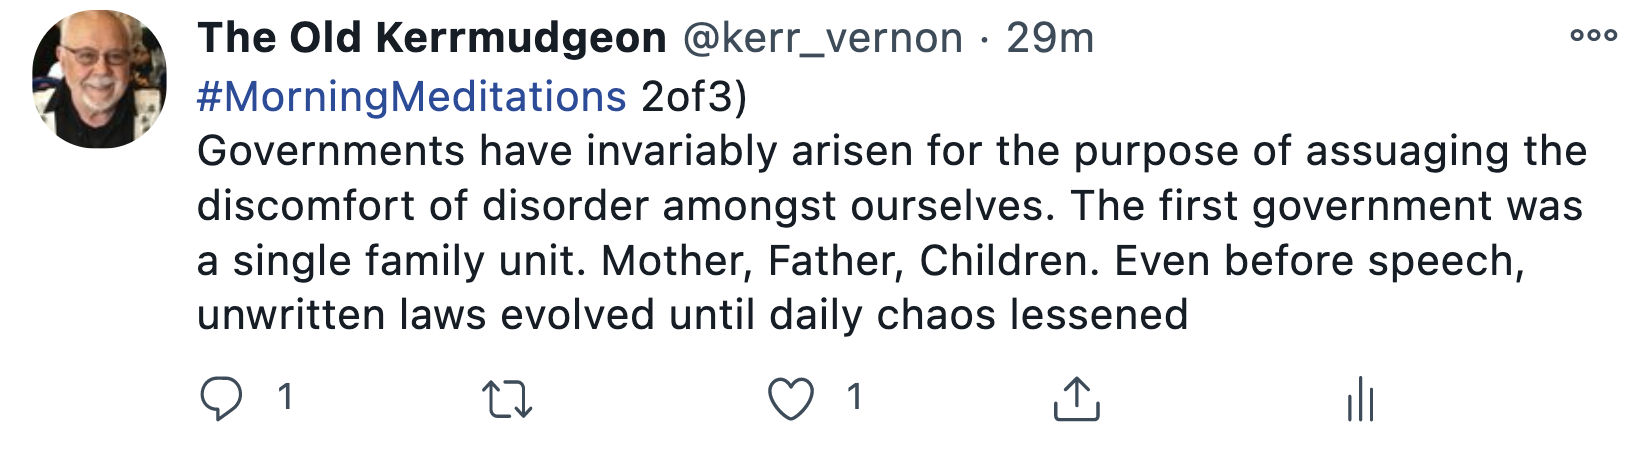 The Old Kerrmudgeon @kerr_vernon · 29m
#MorningMeditations 2of3)
Governments have invariably arisen for the purpose of assuaging the
discomfort of disorder amongst ourselves. The first government was
a single family unit. Mother, Father, Children. Even before speech,
unwritten laws evolved until daily chaos lessened
1 1